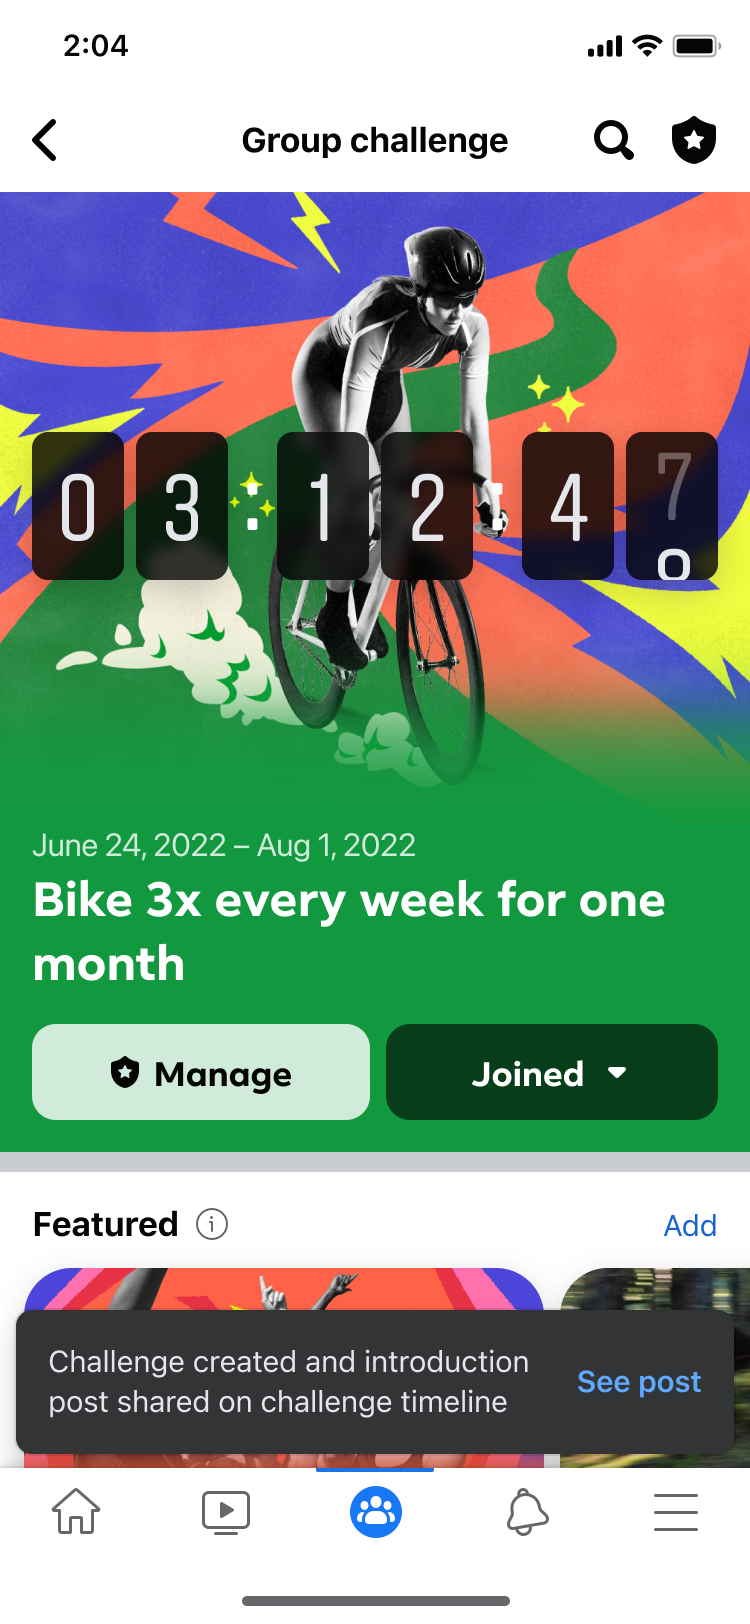 2:04
Group challenge
0 3 : 1 2 : 4 7
June 24, 2022 – Aug 1, 2022
Bike 3x every week for one
month
Manage
Joined
Featured
Add
Challenge created and introduction
post shared on challenge timeline
See post